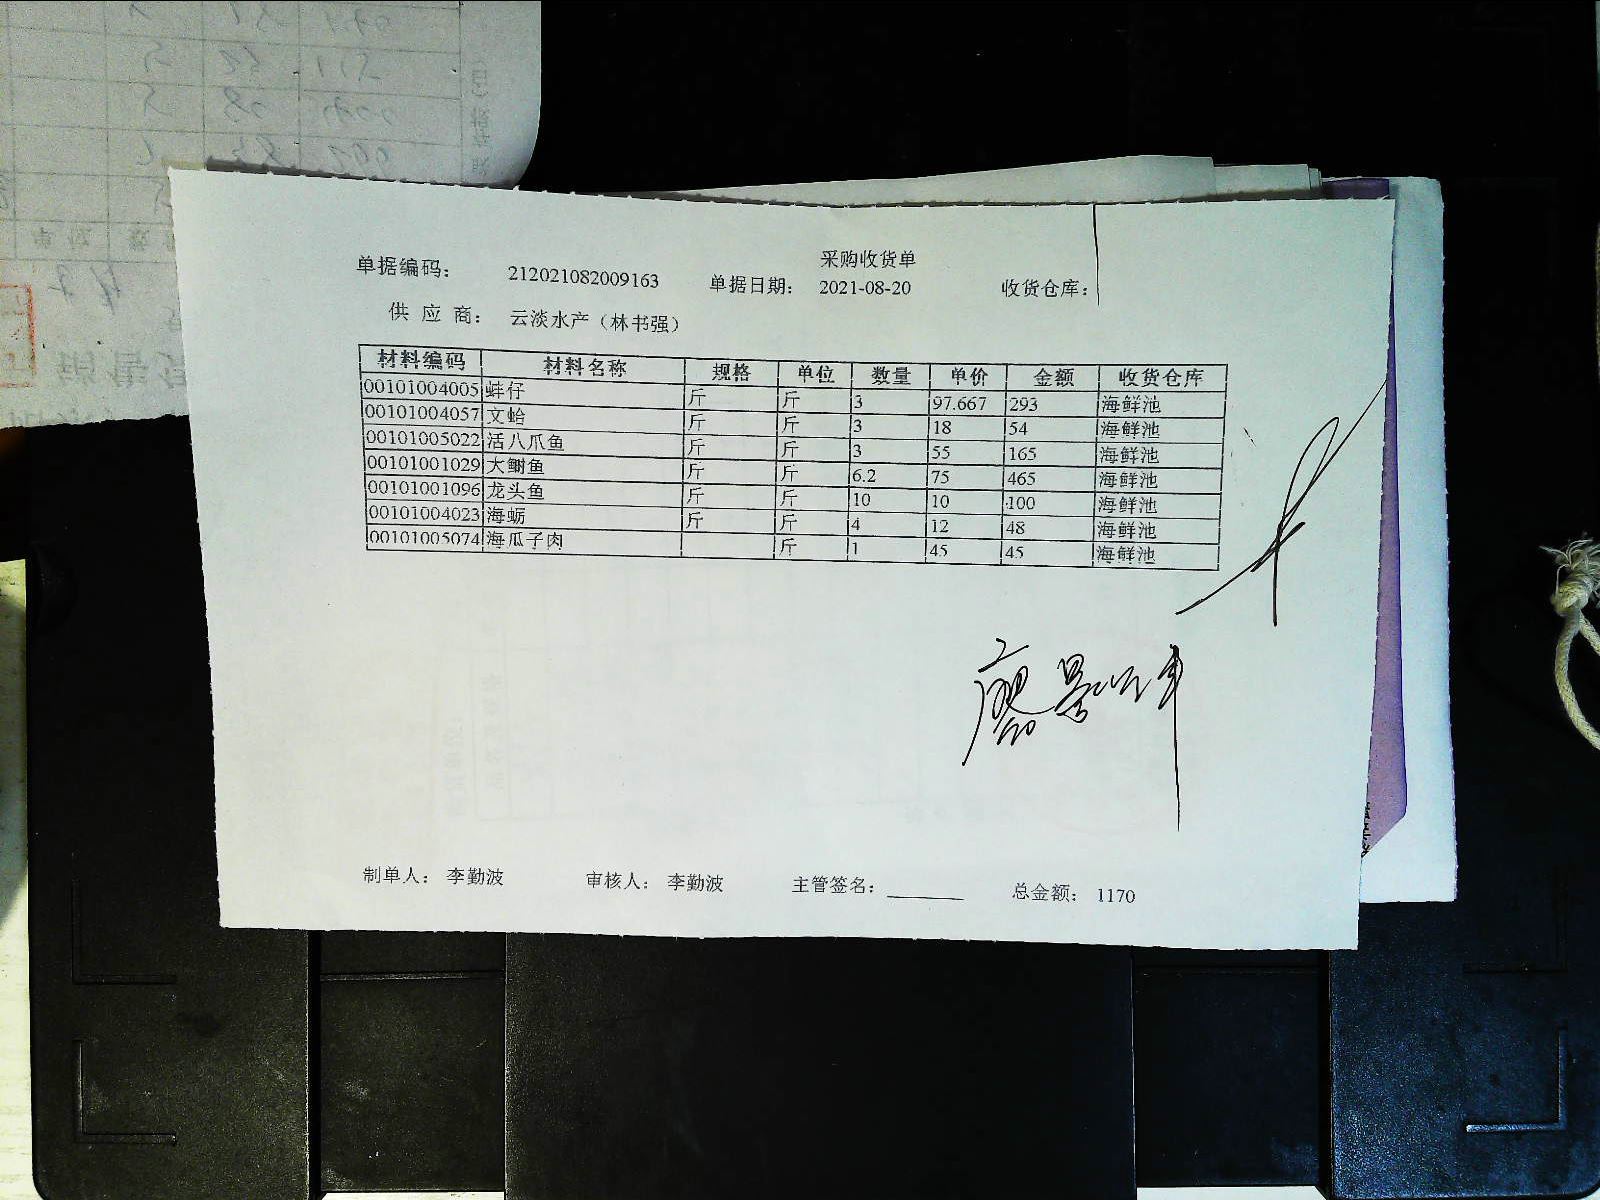 采购收货单
单据编码： 212021082009163 单据日期： 2021-08-20 收货仓库：
供 应 商： 云淡水产（林书强）
材料编码 材料名称 规格 单位 数量 单价 金额 收货仓库
00101004005 蚌仔 斤 斤 3 97.667 293 海鲜池
00101004057 文蛤 斤 斤 3 18 54 海鲜池
00101005022 活八爪鱼 斤 斤 3 55 165 海鲜池
00101001029 大鲥鱼 斤 斤 6.2 75 465 海鲜池
00101001096 龙头鱼 斤 斤 10 10 100 海鲜池
00101004023 海蛎 斤 斤 4 12 48 海鲜池
00101005074 海瓜子肉 斤 1 45 45 海鲜池
制单人： 李勤波 审核人： 李勤波 主管签名： 总金额： 1170